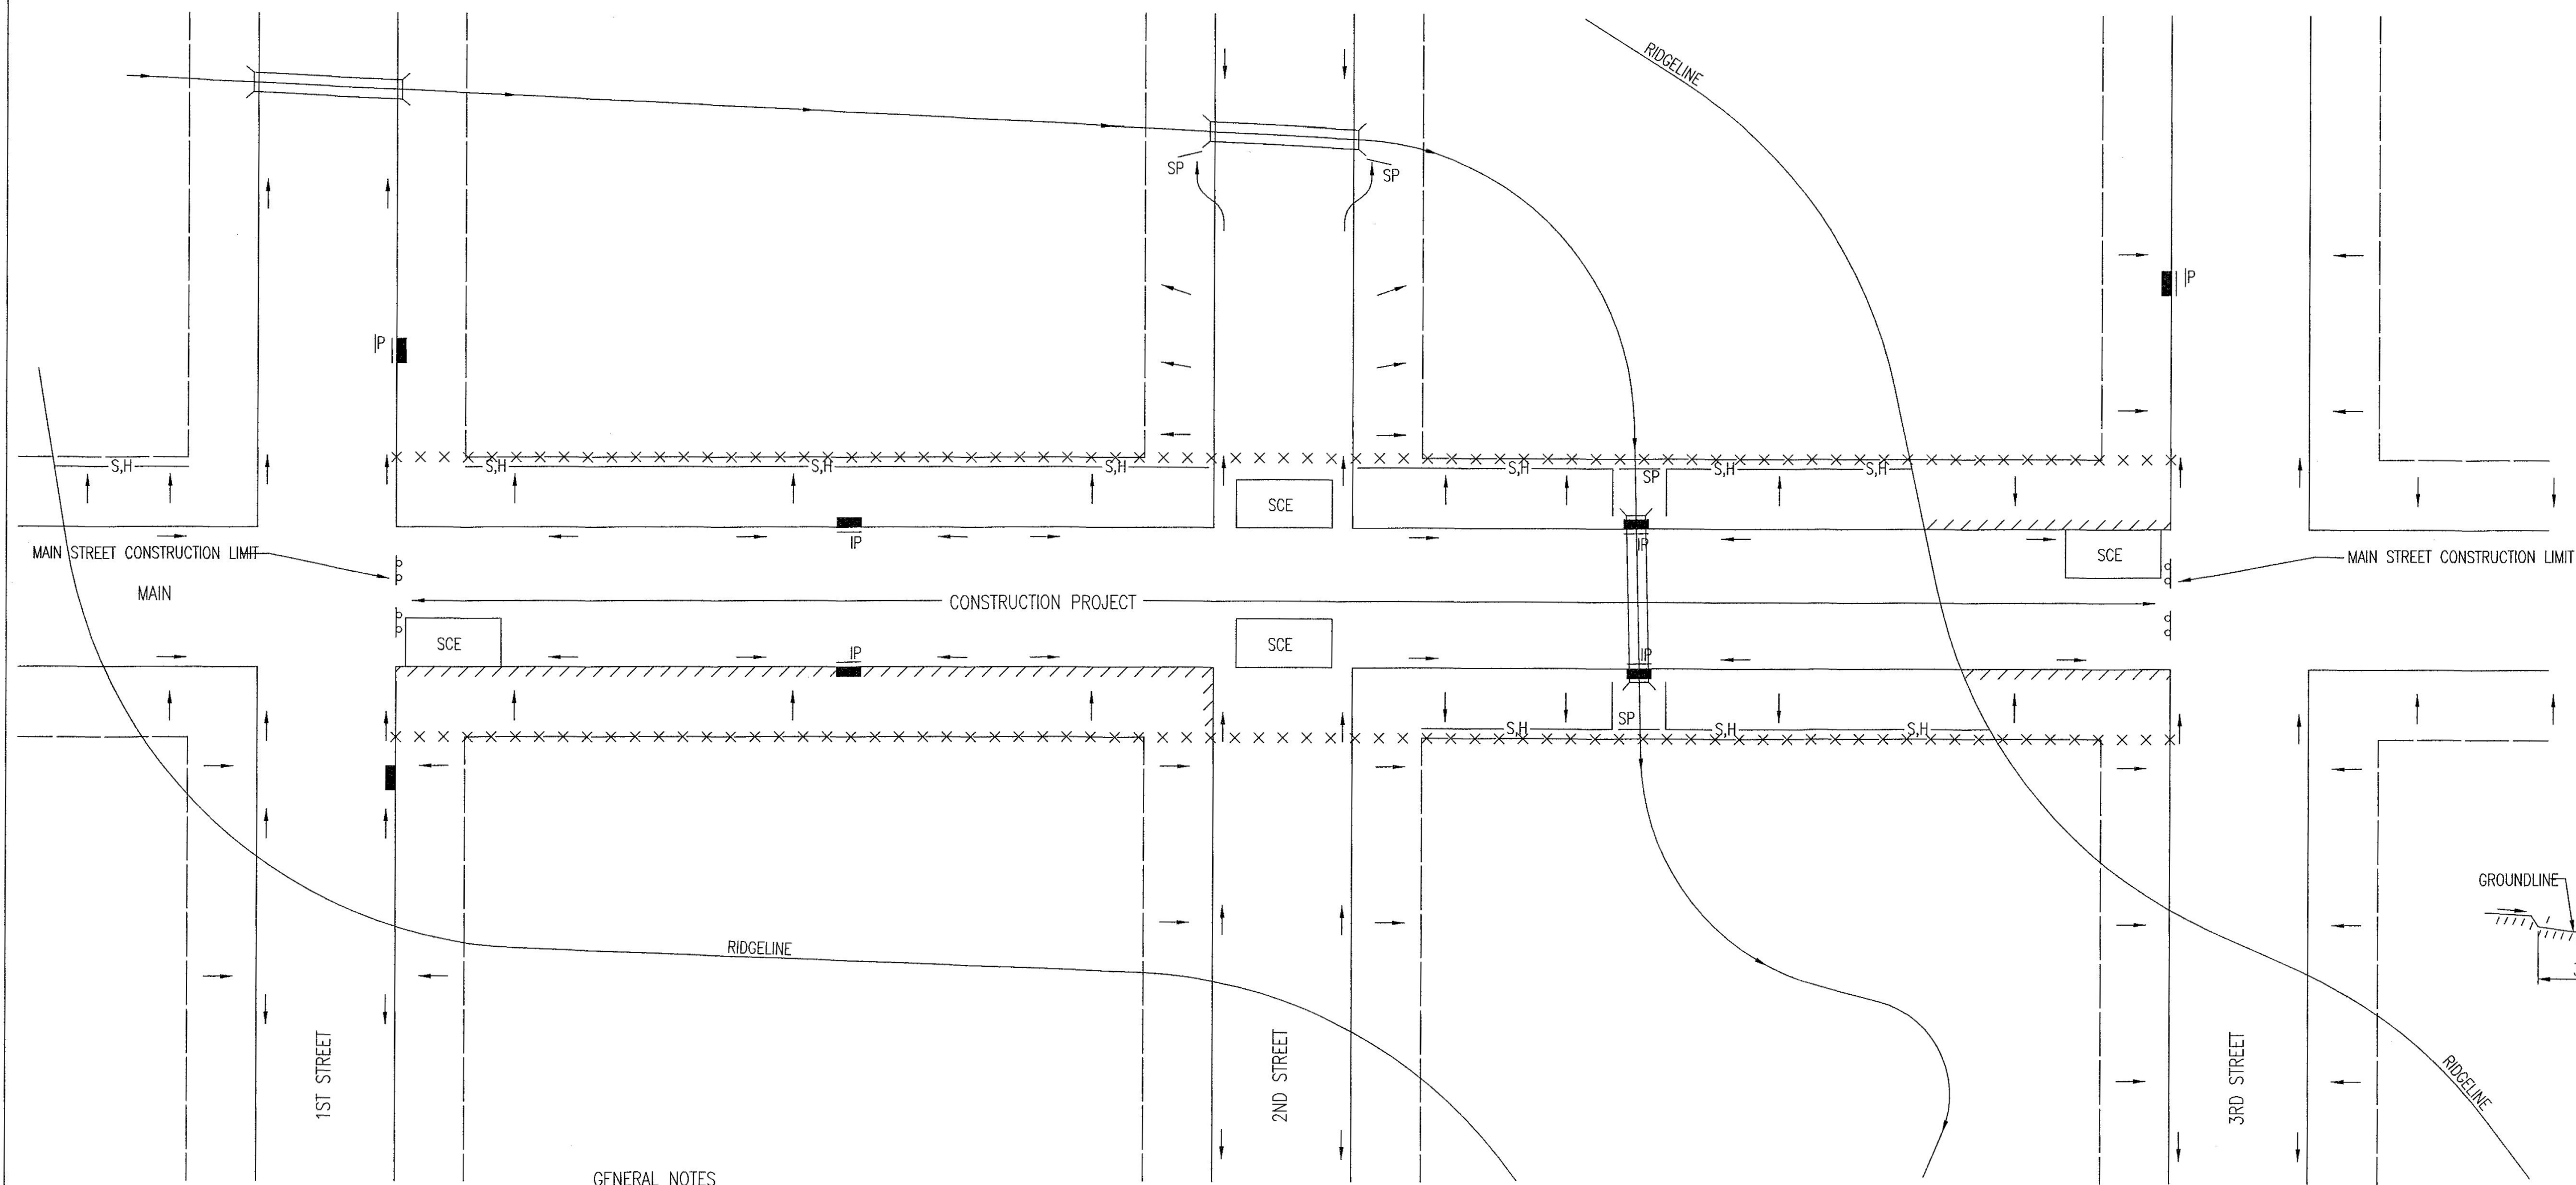 RIDGELINE
SP
SP
IP
IP
S,H
S,H
S,H
S,H
S,H
SP
S,H
S,H
SCE
MAIN STREET CONSTRUCTION LIMIT
IP
IP
SCE
MAIN STREET CONSTRUCTION LIMIT
MAIN
CONSTRUCTION PROJECT
SCE
SCE
IP
IP
S,H
SP
S,H
S,H
GROUNDLINE
RIDGELINE
1ST STREET
2ND STREET
3RD STREET
RIDGELINE
GENERAL NOTES